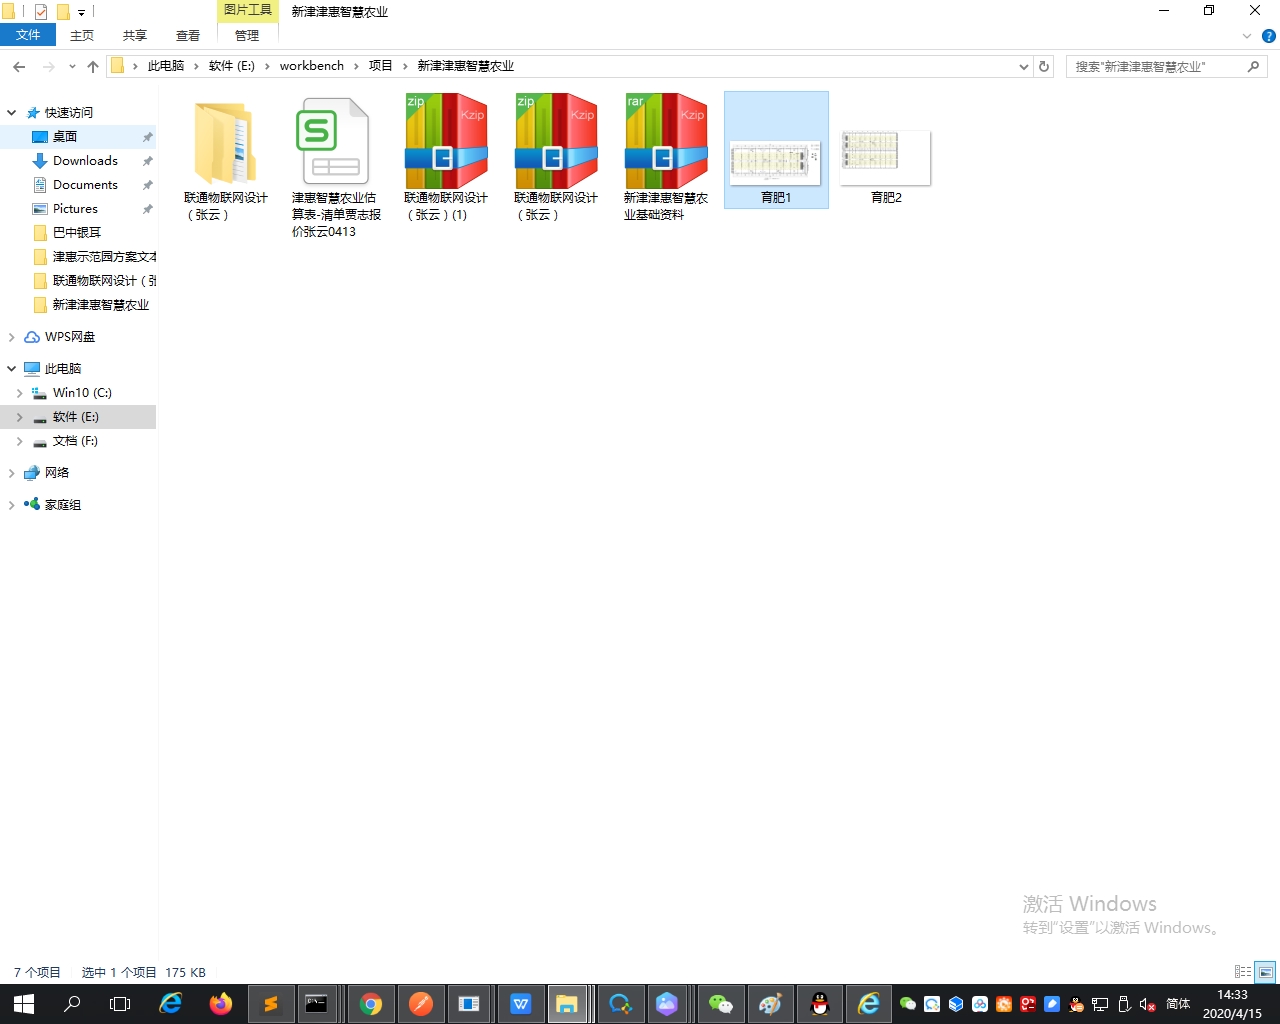 图片工具
新津津惠智慧农业
文件
主页
共享
查看
管理
此电脑
软件 (E:)
workbench
项目
新津津惠智慧农业
搜索"新津津惠智慧农业"
快速访问
桌面
Downloads
Documents
Pictures
巴中银耳
津惠示范园方案文本
联通物联网设计（张
新津津惠智慧农业
WPS网盘
此电脑
Win10 (C:)
软件 (E:)
文档 (F:)
网络
家庭组
联通物联网设计
（张云）
津惠智慧农业估
算表-清单贾志报
价张云0413
zip
Kzip
联通物联网设计
（张云）(1)
zip
Kzip
联通物联网设计
（张云）
rar
Kzip
新津津惠智慧农
业基础资料
育肥1
育肥2
激活 Windows
转到"设置"以激活 Windows。
7 个项目
选中 1 个项目 175 KB
简体
14:33
2020/4/15